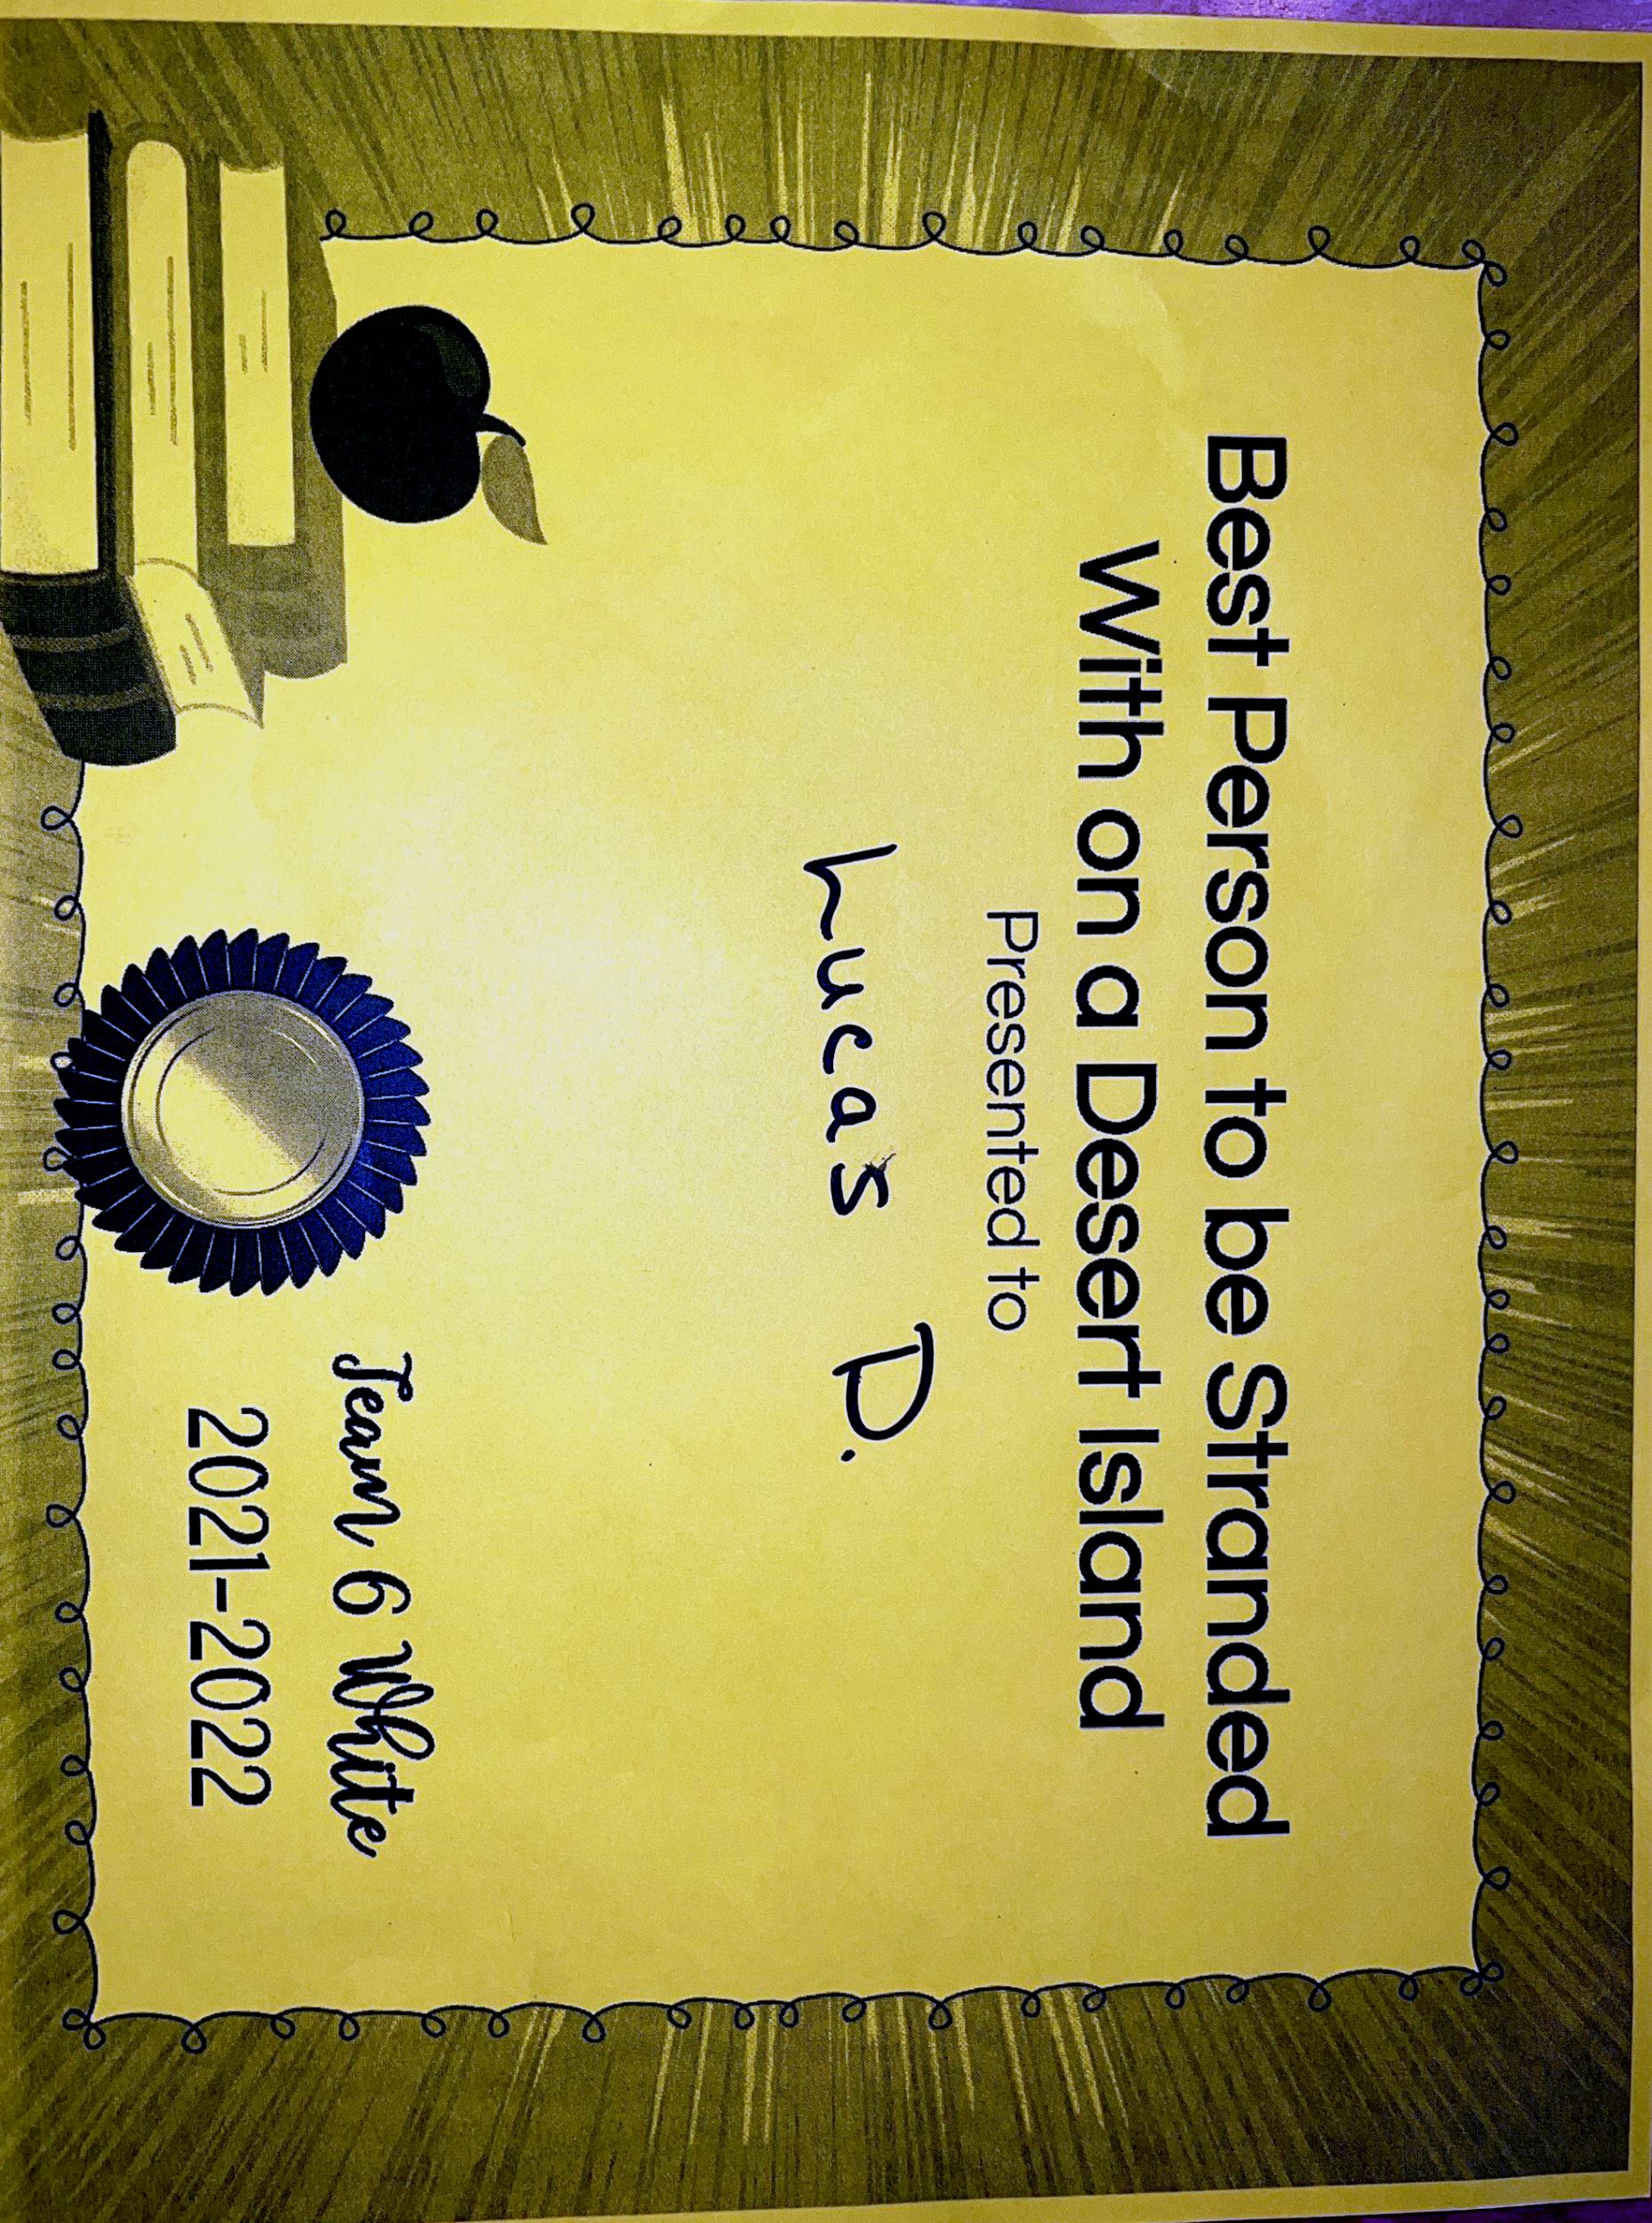 Best Person to be Stranded
With on a Desert Island
Presented to
Lucas D.
Team 6 White
2021-2022